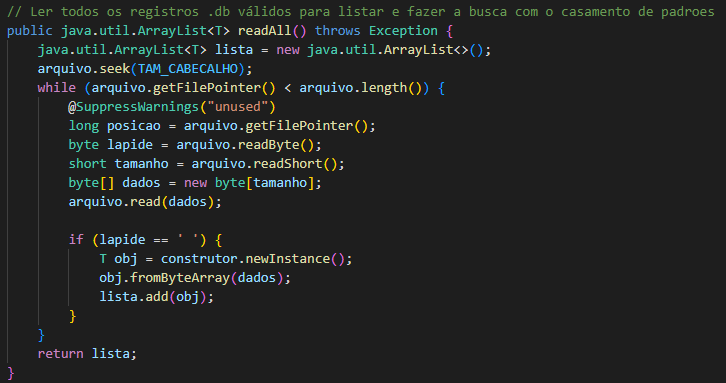 // Ler todos os registros .db válidos para listar e fazer a busca com o casamento de padroes
public java.util.ArrayList<T> readAll() throws Exception {
    java.util.ArrayList<T> lista = new java.util.ArrayList<>();
    arquivo.seek(TAM_CABECALHO);
    while (arquivo.getFilePointer() < arquivo.length()) {
        @SuppressWarnings("unused")
        long posicao = arquivo.getFilePointer();
        byte lapide = arquivo.readByte();
        short tamanho = arquivo.readShort();
        byte[] dados = new byte[tamanho];
        arquivo.read(dados);

        if (lapide == ' ') {
            T obj = construtor.newInstance();
            obj.fromByteArray(dados);
            lista.add(obj);
        }
    }
    return lista;
}